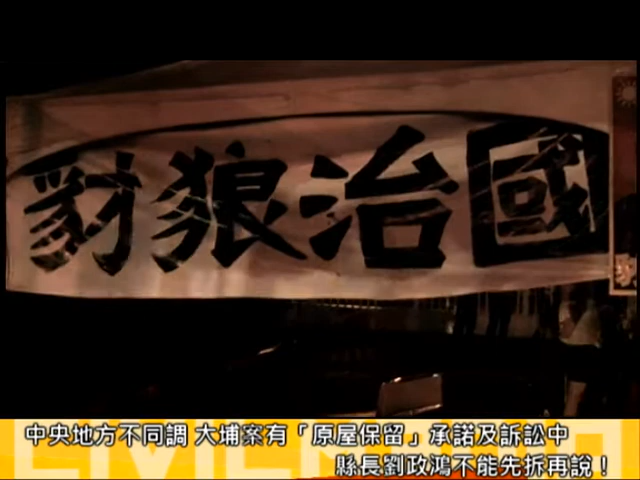 豺狼治國
中央地方不同調 大埔案有「原屋保留」承諾及訴訟中
縣長劉政鴻不能先拆再說！